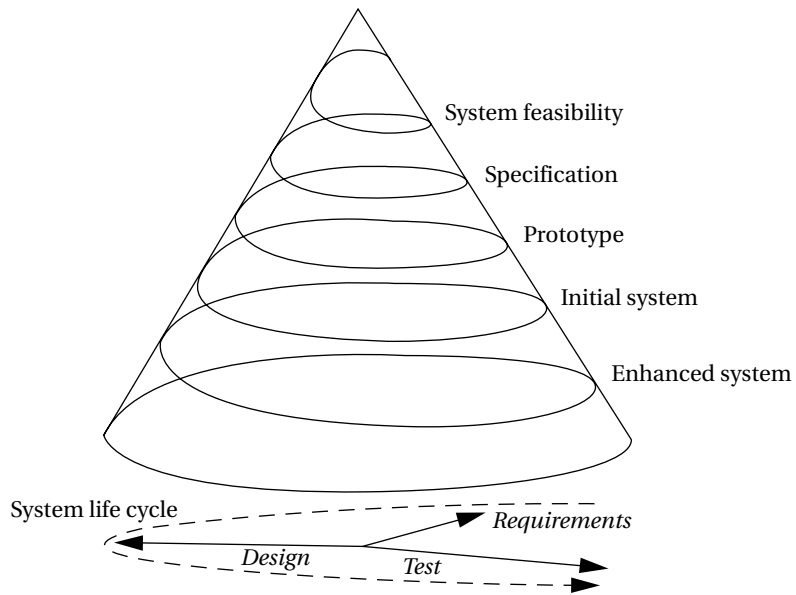 System feasibility
Specification
Prototype
Initial system
Enhanced system
System life cycle
Requirements
Design
Test